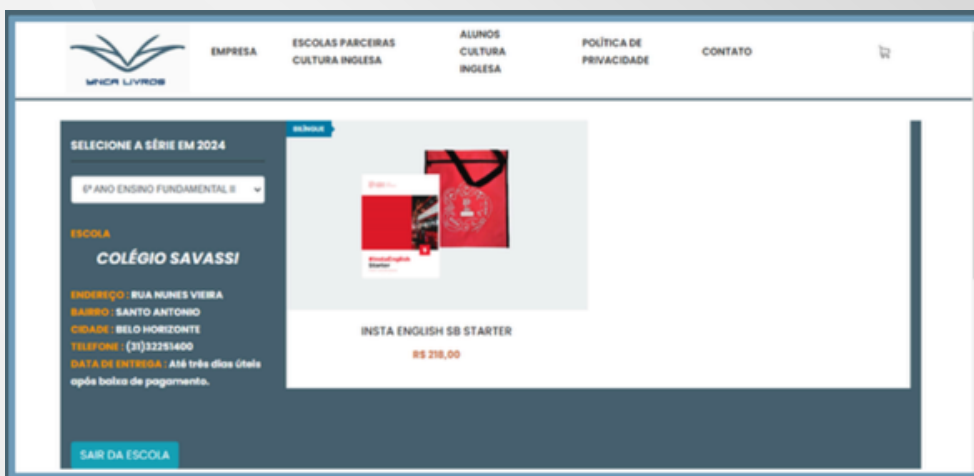 EMPRESA
ESCOLAS PARCEIRAS
CULTURA INGLESA
ALUNOS
CULTURA
INGLESA
POLÍTICA DE
PRIVACIDADE
CONTATO
MNCR LIVROS
SELECIONE A SÉRIE EM 2024
6º ANO ENSINO FUNDAMENTAL II
ESCOLA
COLÉGIO SAVASSI
ENDEREÇO : RUA NUNES VIEIRA
BAIRRO : SANTO ANTONIO
CIDADE : BELO HORIZONTE
TELEFONE : (31)32251400
DATA DE ENTREGA : Até três dias úteis
após baixa de pagamento.
SAIR DA ESCOLA
BILÍNGUE
#InstaEnglish
Starter
INSTA ENGLISH SB STARTER
R$ 218,00